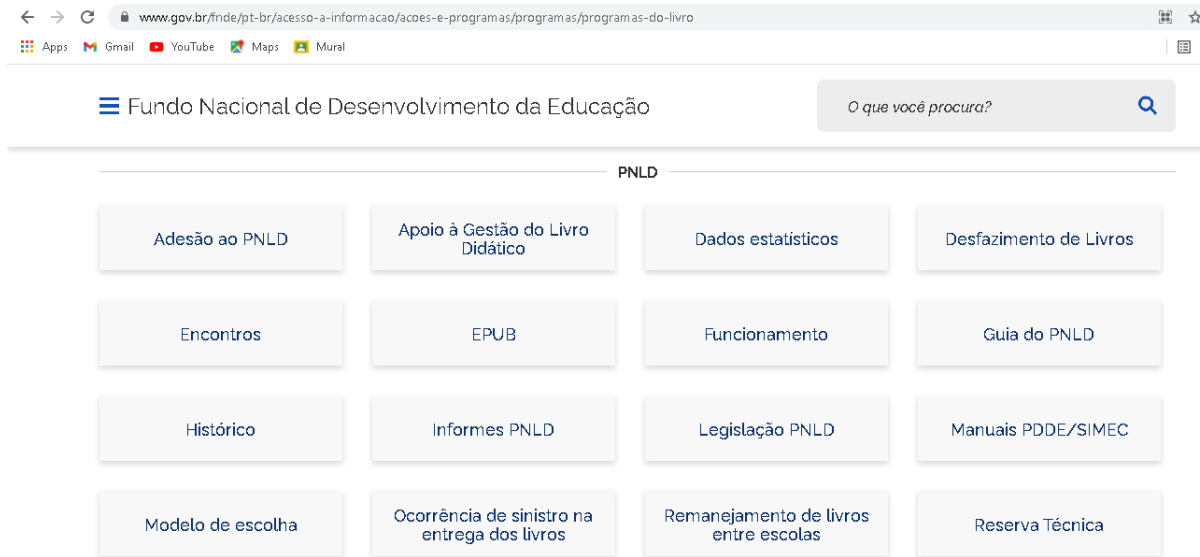 www.gov.br/fnde/pt-br/acesso-a-informacao/acoes-e-programas/programas/programas-do-livro
Apps Gmail YouTube Maps Mural
Fundo Nacional de Desenvolvimento da Educação
O que você procura?
PNLD
Adesão ao PNLD
Apoio à Gestão do Livro
Didático
Dados estatísticos
Desfazimento de Livros
Encontros
EPUB
Funcionamento
Guia do PNLD
Histórico
Informes PNLD
Legislação PNLD
Manuais PDDE/SIMEC
Modelo de escolha
Ocorrência de sinistro na
entrega dos livros
Remanejamento de livros
entre escolas
Reserva Técnica